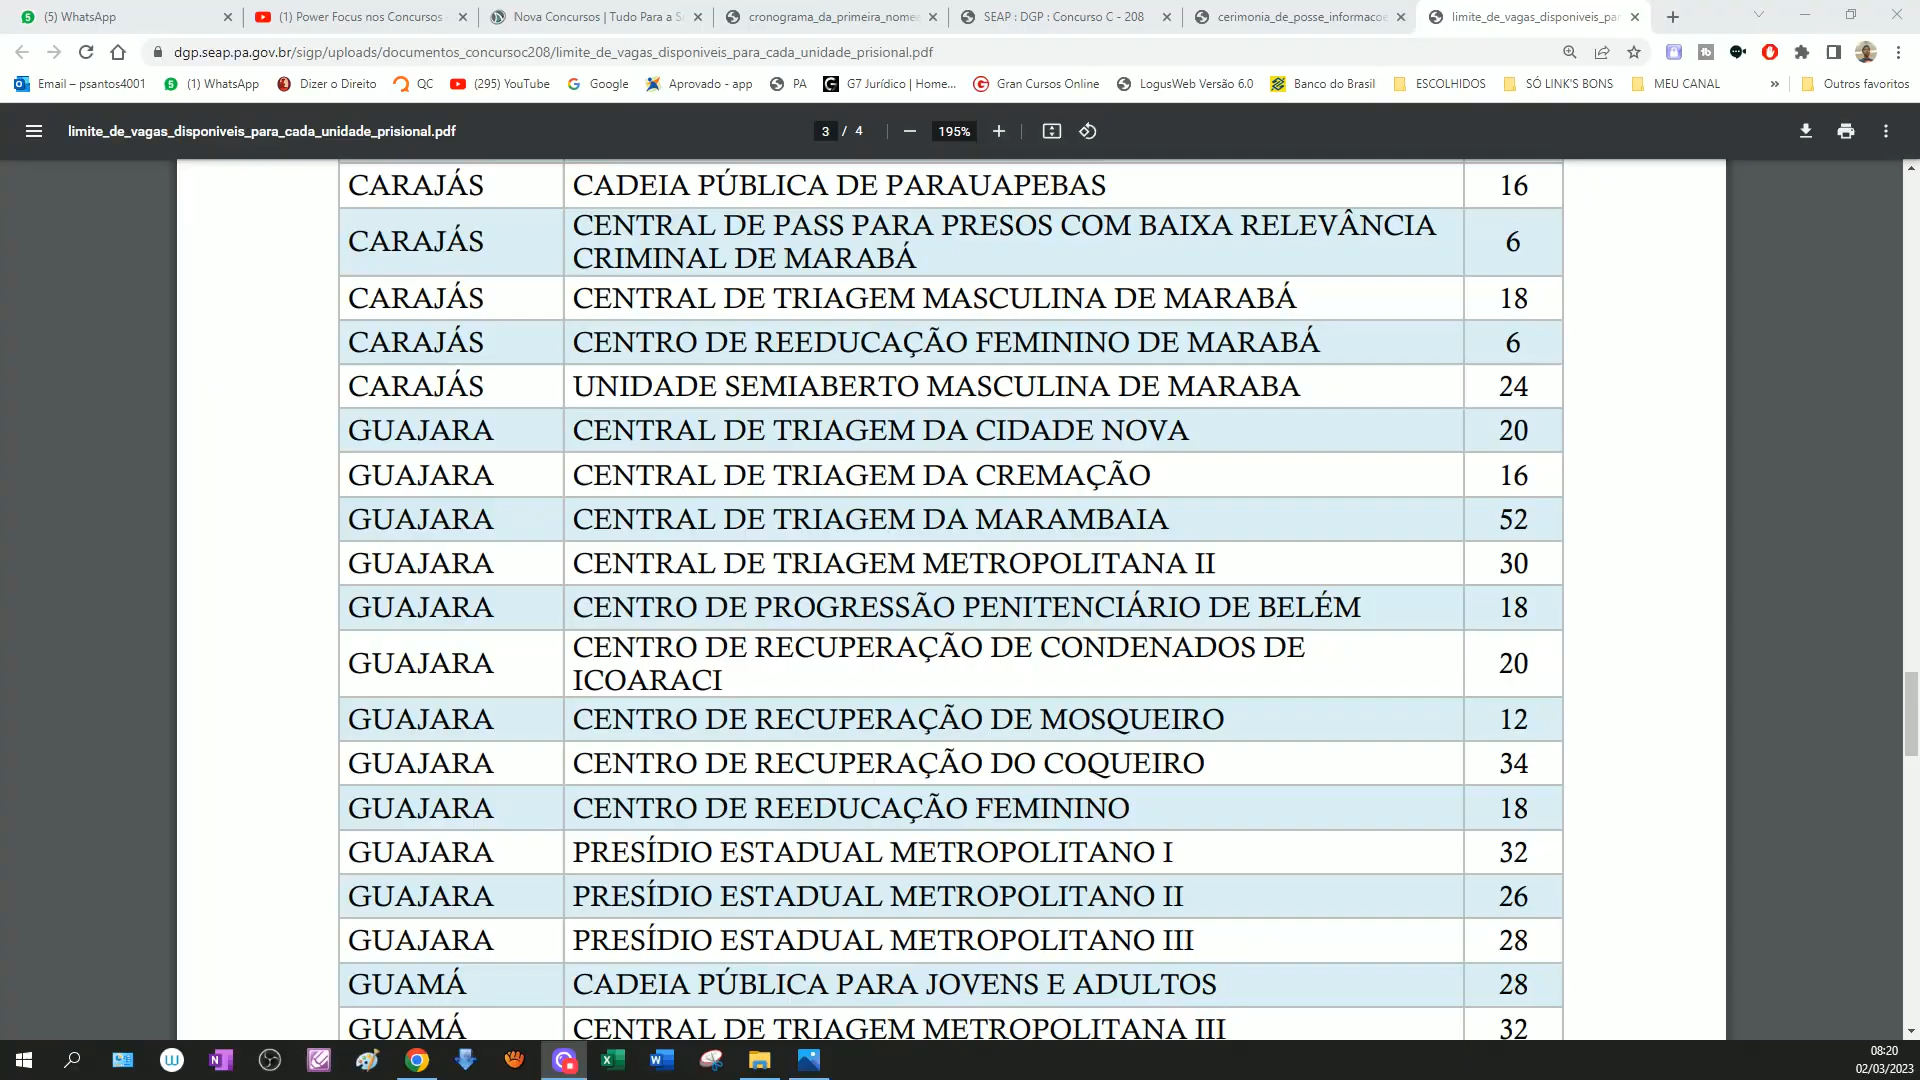 (5) WhatsApp
(1) Power Focus nos Concursos
Nova Concursos | Tudo Para a S
cronograma_da_primeira_nome
SEAP : DGP : Concurso C - 208
cerimonia_de_posse_informaco
limite_de_vagas_disponiveis_par
dgp.seap.pa.gov.br/sigp/uploads/documentos_concursoc208/limite_de_vagas_disponiveis_para_cada_unidade_prisional.pdf
Email – psantos4001
(1) WhatsApp
Dizer o Direito
QC
(295) YouTube
Google
Aprovado - app
PA
G7 Jurídico | Home...
Gran Cursos Online
LogusWeb Versão 6.0
Banco do Brasil
ESCOLHIDOS
SÓ LINK'S BONS
MEU CANAL
»
Outros favoritos
limite_de_vagas_disponiveis_para_cada_unidade_prisional.pdf
3 / 4
195%
CARAJÁS CADEIA PÚBLICA DE PARAUAPEBAS 16
CARAJÁS CENTRAL DE PASS PARA PRESOS COM BAIXA RELEVÂNCIA
CRIMINAL DE MARABÁ 6
CARAJÁS CENTRAL DE TRIAGEM MASCULINA DE MARABÁ 18
CARAJÁS CENTRO DE REEDUCAÇÃO FEMININO DE MARABÁ 6
CARAJÁS UNIDADE SEMIABERTO MASCULINA DE MARABA 24
GUAJARA CENTRAL DE TRIAGEM DA CIDADE NOVA 20
GUAJARA CENTRAL DE TRIAGEM DA CREMAÇÃO 16
GUAJARA CENTRAL DE TRIAGEM DA MARAMBAIA 52
GUAJARA CENTRAL DE TRIAGEM METROPOLITANA II 30
GUAJARA CENTRO DE PROGRESSÃO PENITENCIÁRIO DE BELÉM 18
GUAJARA CENTRO DE RECUPERAÇÃO DE CONDENADOS DE
ICOARACI 20
GUAJARA CENTRO DE RECUPERAÇÃO DE MOSQUEIRO 12
GUAJARA CENTRO DE RECUPERAÇÃO DO COQUEIRO 34
GUAJARA CENTRO DE REEDUCAÇÃO FEMININO 18
GUAJARA PRESÍDIO ESTADUAL METROPOLITANO I 32
GUAJARA PRESÍDIO ESTADUAL METROPOLITANO II 26
GUAJARA PRESÍDIO ESTADUAL METROPOLITANO III 28
GUAMÁ CADEIA PÚBLICA PARA JOVENS E ADULTOS 28
GUAMÁ CENTRAL DE TRIAGEM METROPOLITANA III 32
08:20
02/03/2023